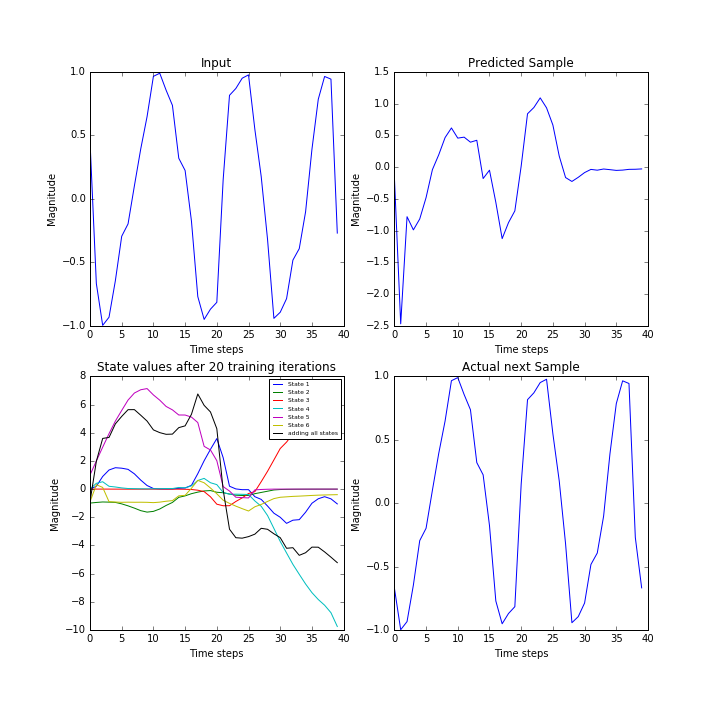 Input
1.0
0.5
0.0
−0.5
−1.0
Magnitude
0 5 10 15 20 25 30 35 40
Time steps
Predicted Sample
1.5
1.0
0.5
0.0
−0.5
−1.0
−1.5
−2.0
−2.5
Magnitude
0 5 10 15 20 25 30 35 40
Time steps
State values after 20 training iterations
8
6
4
2
0
−2
−4
−6
−8
−10
Magnitude
State 1
State 2
State 3
State 4
State 5
State 6
adding all states
0 5 10 15 20 25 30 35 40
Time steps
Actual next Sample
1.0
0.5
0.0
−0.5
−1.0
Magnitude
0 5 10 15 20 25 30 35 40
Time steps